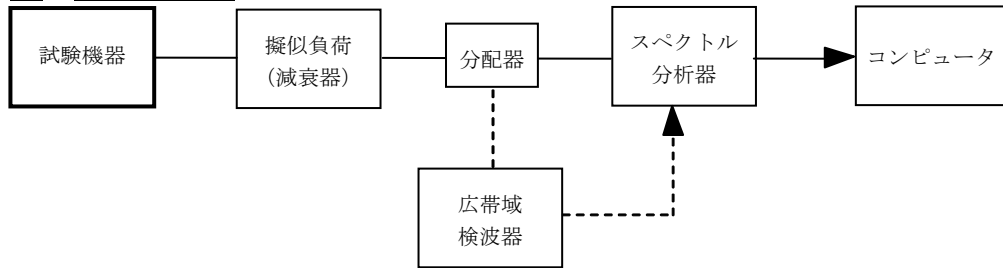 試験機器
擬似負荷
（減衰器）
分配器
スペクトル
分析器
コンピュータ
広帯域
検波器